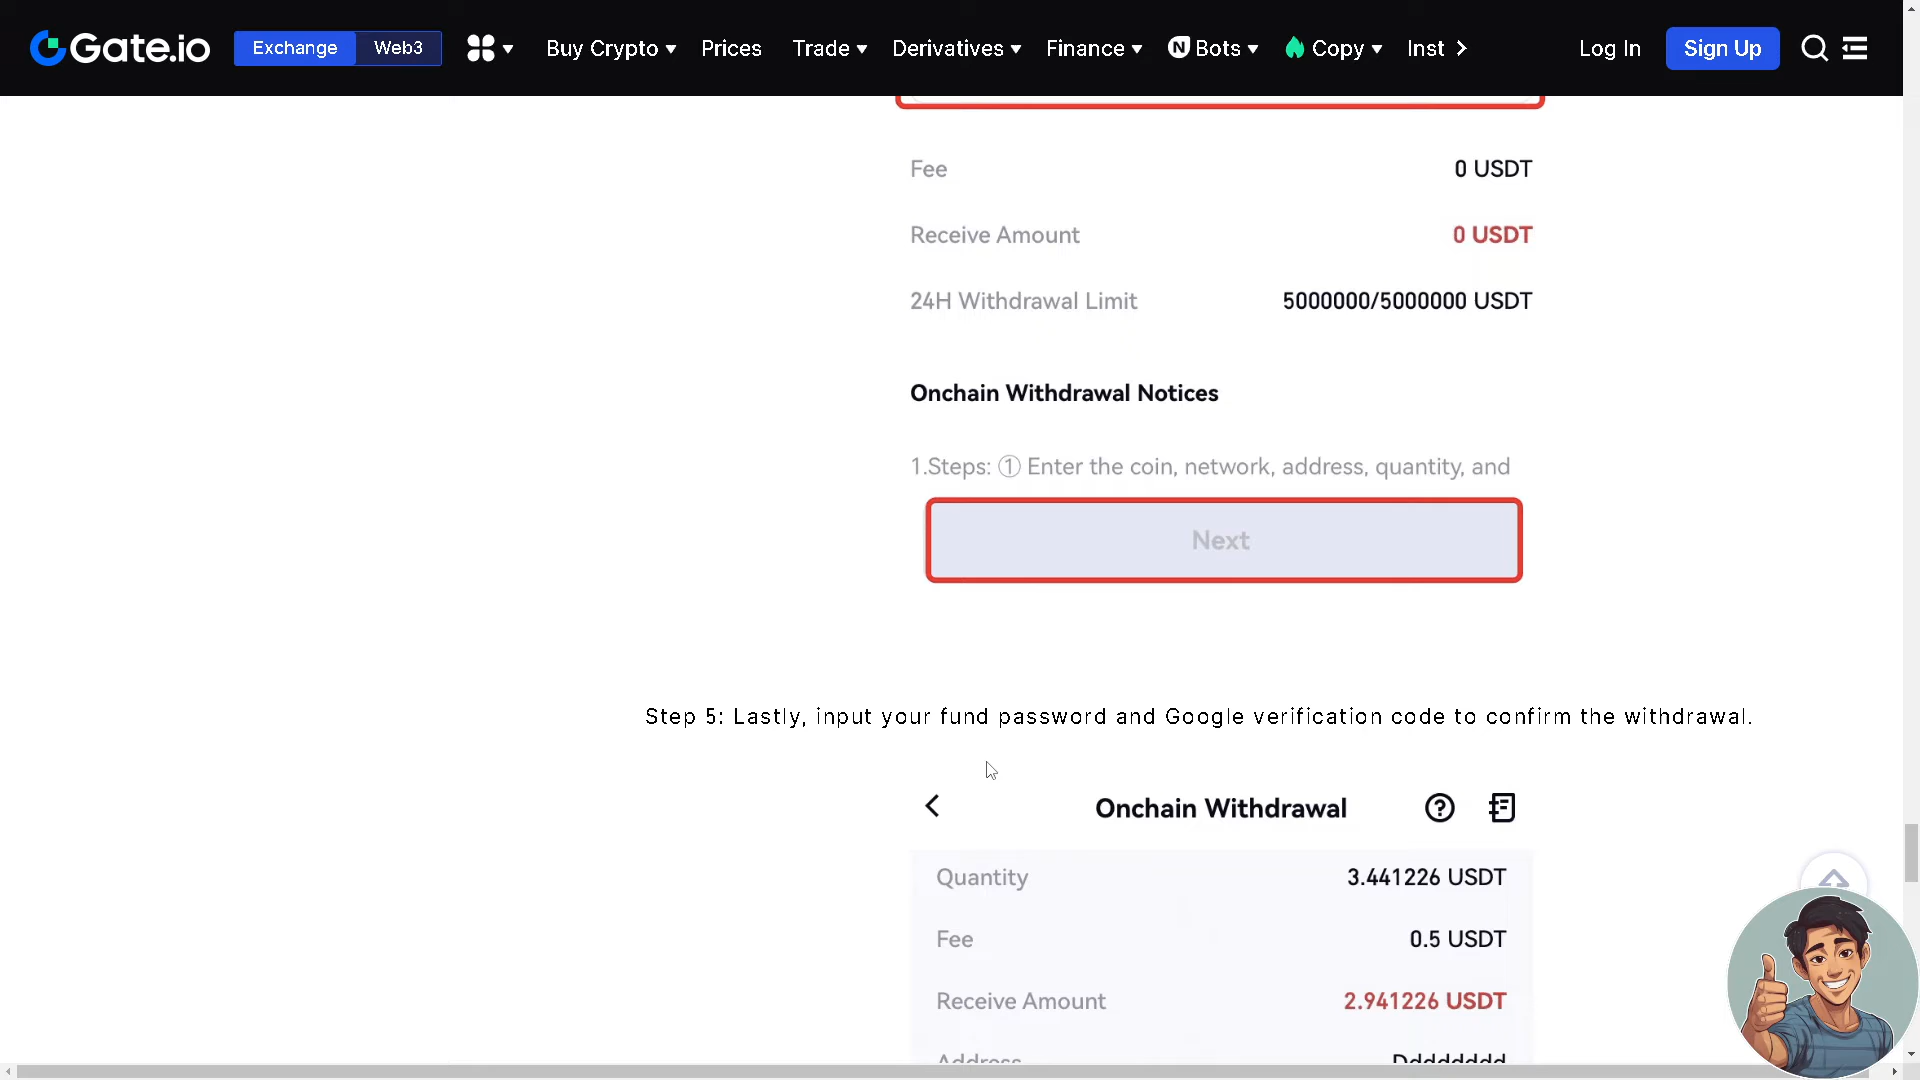 Gate.io Exchange Web3 Buy Crypto Prices Trade Derivatives Finance Bots Copy Inst Log In Sign Up
Fee 0 USDT
Receive Amount 0 USDT
24H Withdrawal Limit 5000000/5000000 USDT
Onchain Withdrawal Notices
1.Steps: ① Enter the coin, network, address, quantity, and
Next
Step 5: Lastly, input your fund password and Google verification code to confirm the withdrawal.
Onchain Withdrawal
Quantity 3.441226 USDT
Fee 0.5 USDT
Receive Amount 2.941226 USDT
Address Dddddddd